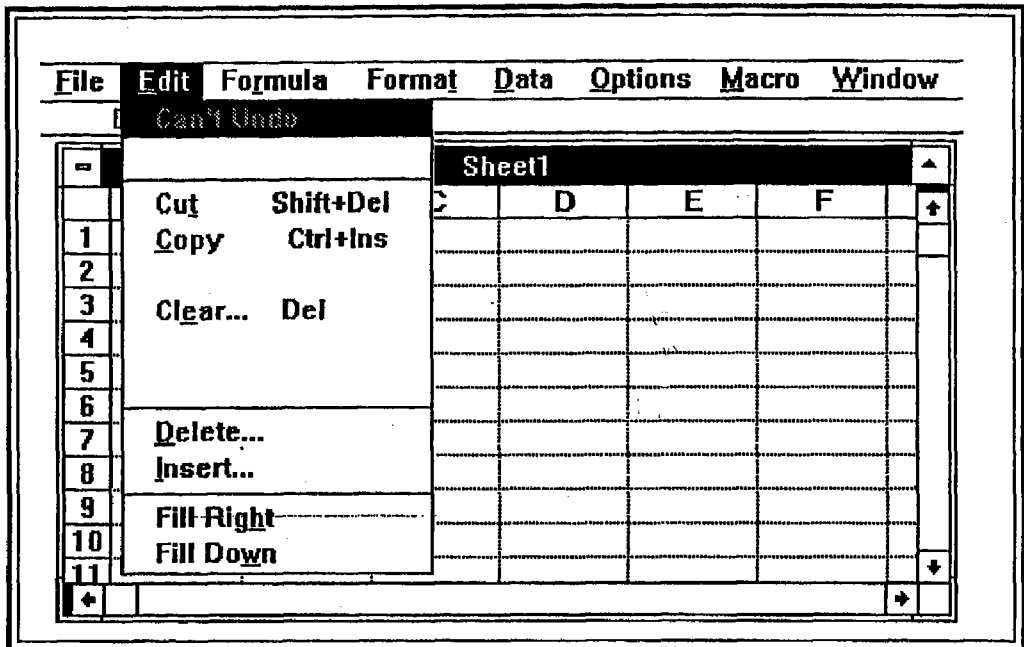 File Edit Formula Format Data Options Macro Window
Can't Undo
Sheet1
Cut Shift+Del
C D E F
Copy Ctrl+Ins
Clear... Del
Delete...
Insert...
Fill Right
Fill Down
1
2
3
4
5
6
7
8
9
10
11